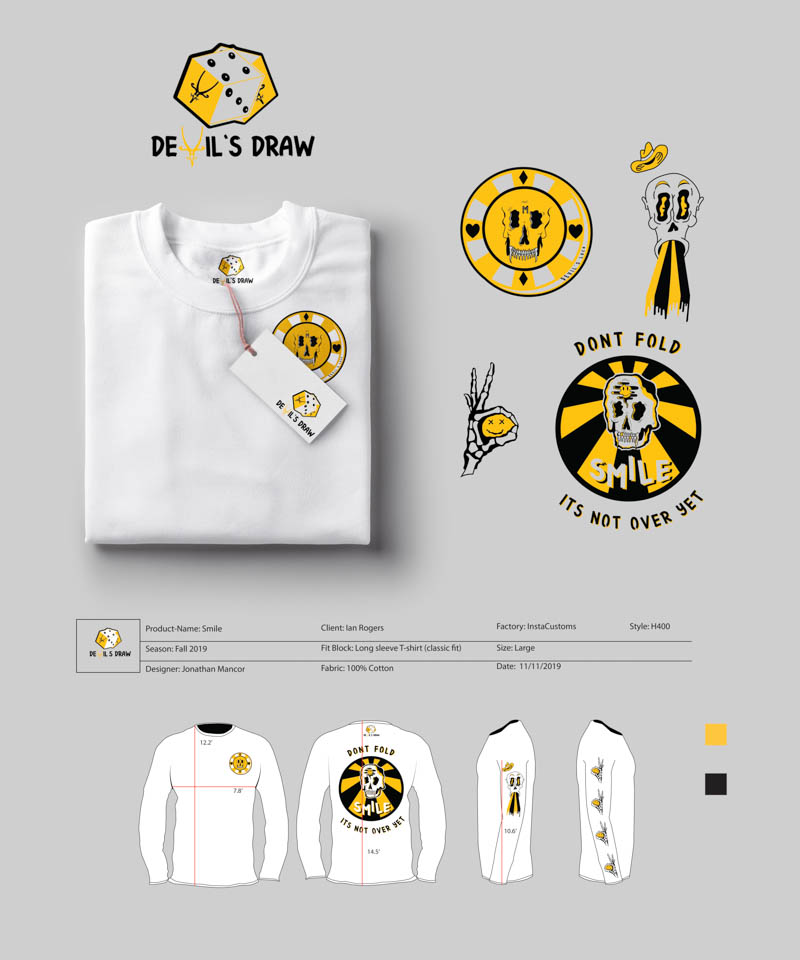 DEVIL'S DRAW
DEVIL'S DRAW
DEVIL'S DRAW
M
DEVIL'S DRAW
DONT FOLD
SMILE
ITS NOT OVER YET
DEVIL'S DRAW
Product-Name: Smile
Client: Ian Rogers
Factory: InstaCustoms
Style: H400
Season: Fall 2019
Fit Block: Long sleeve T-shirt (classic fit)
Size: Large
Designer: Jonathan Mancor
Fabric: 100% Cotton
Date: 11/11/2019
12.2'
7.8'
DONT FOLD
SMILE
ITS NOT OVER YET
14.5'
10.6'